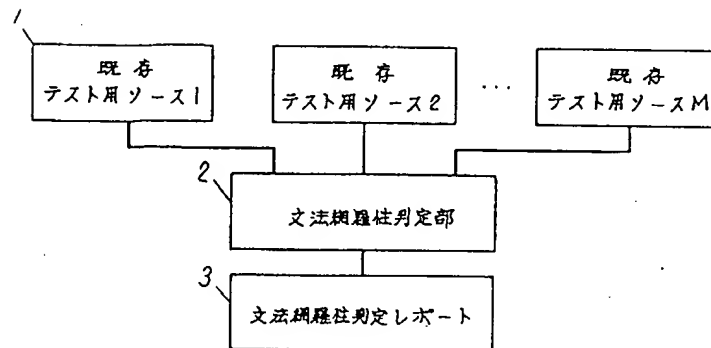 1
既存
テスト用ソース1
既存
テスト用ソース2
...
既存
テスト用ソースM
2
文法網羅性判定部
3
文法網羅性判定レポート